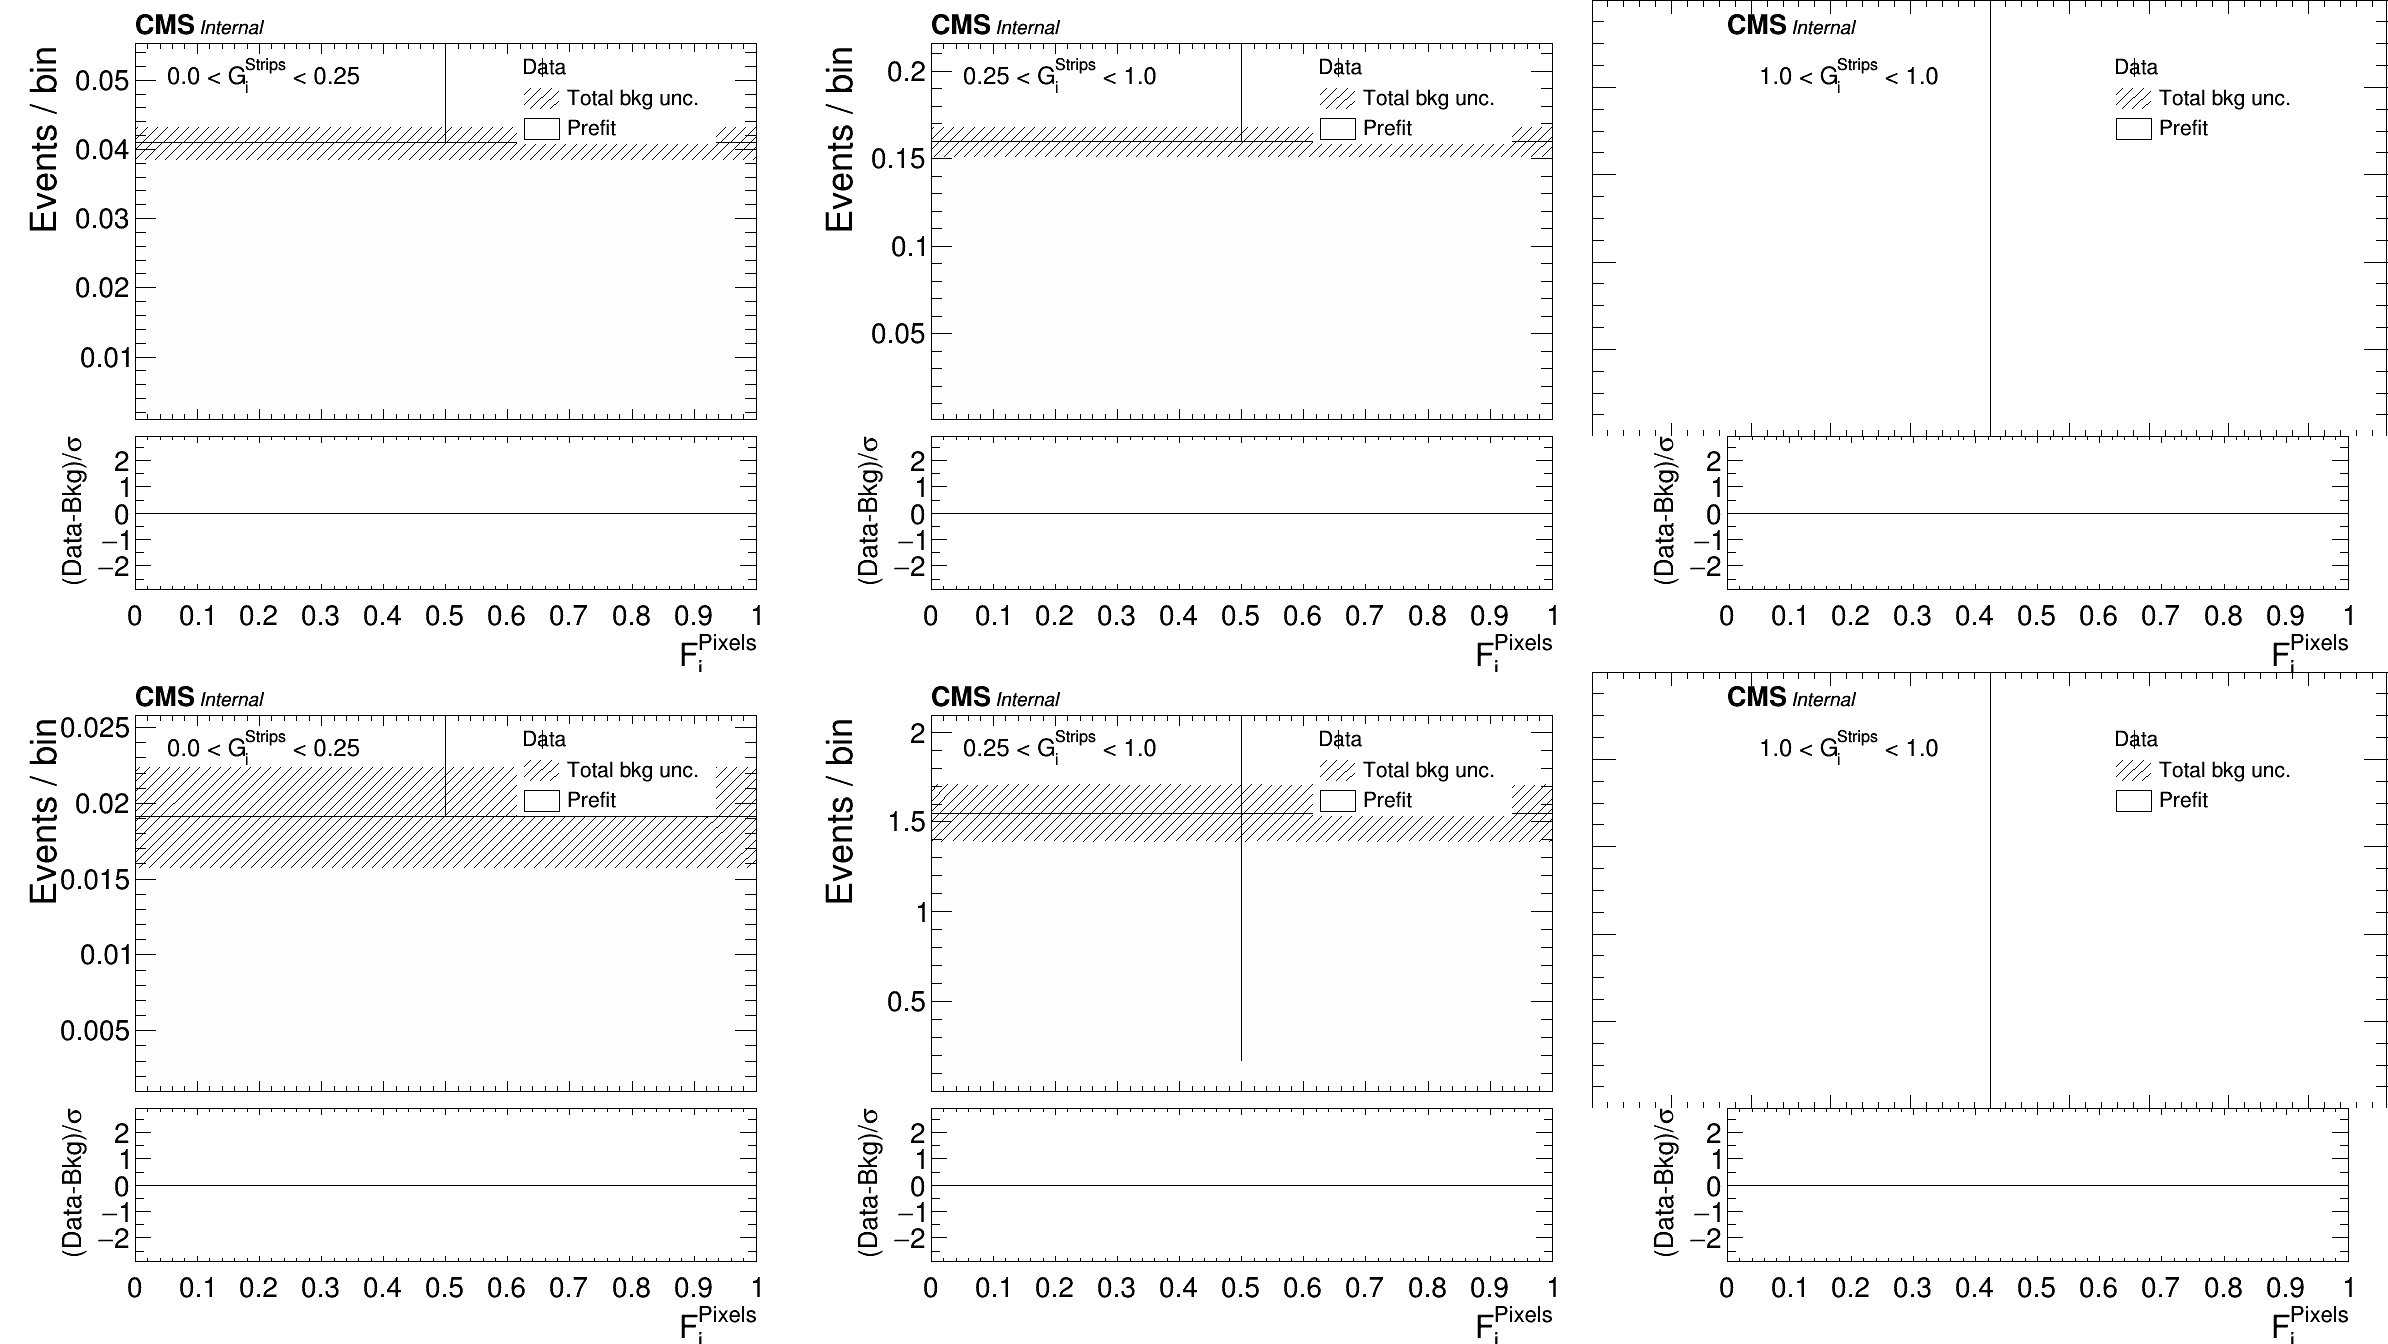 CMS Internal
Events / bin
0.0 < G_i^Strips < 0.25
Data
Total bkg unc.
Prefit
0.05
0.04
0.03
0.02
0.01
(Data-Bkg)/σ
2
1
0
−1
−2
0 0.1 0.2 0.3 0.4 0.5 0.6 0.7 0.8 0.9 1
F_i^Pixels
CMS Internal
Events / bin
0.25 < G_i^Strips < 1.0
Data
Total bkg unc.
Prefit
0.2
0.15
0.1
0.05
(Data-Bkg)/σ
2
1
0
−1
−2
0 0.1 0.2 0.3 0.4 0.5 0.6 0.7 0.8 0.9 1
F_i^Pixels
CMS Internal
1.0 < G_i^Strips < 1.0
Data
Total bkg unc.
Prefit
(Data-Bkg)/σ
2
1
0
−1
−2
0 0.1 0.2 0.3 0.4 0.5 0.6 0.7 0.8 0.9 1
F_i^Pixels
CMS Internal
Events / bin
0.0 < G_i^Strips < 0.25
Data
Total bkg unc.
Prefit
0.025
0.02
0.015
0.01
0.005
(Data-Bkg)/σ
2
1
0
−1
−2
0 0.1 0.2 0.3 0.4 0.5 0.6 0.7 0.8 0.9 1
F_i^Pixels
CMS Internal
Events / bin
0.25 < G_i^Strips < 1.0
Data
Total bkg unc.
Prefit
2
1.5
1
0.5
(Data-Bkg)/σ
2
1
0
−1
−2
0 0.1 0.2 0.3 0.4 0.5 0.6 0.7 0.8 0.9 1
F_i^Pixels
CMS Internal
1.0 < G_i^Strips < 1.0
Data
Total bkg unc.
Prefit
(Data-Bkg)/σ
2
1
0
−1
−2
0 0.1 0.2 0.3 0.4 0.5 0.6 0.7 0.8 0.9 1
F_i^Pixels